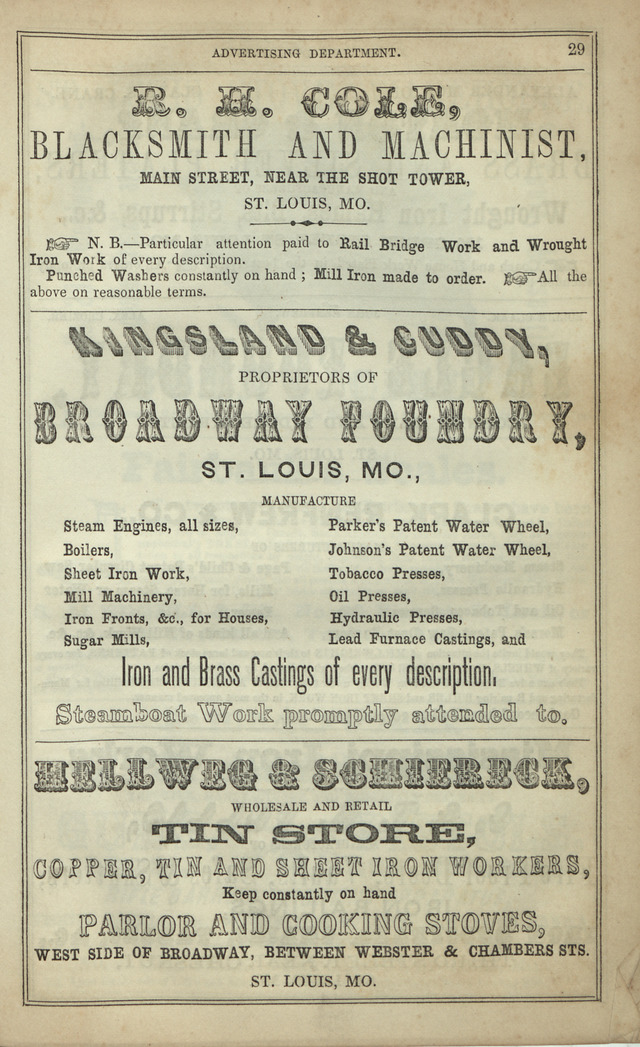 ADVERTISING DEPARTMENT. 29
R. H. COLE,
BLACKSMITH AND MACHINIST,
MAIN STREET, NEAR THE SHOT TOWER,
ST. LOUIS, MO.
☞ N. B.—Particular attention paid to Rail Bridge Work and Wrought
Iron Work of every description.
Punched Washers constantly on hand ; Mill Iron made to order. ☞All the
above on reasonable terms.
KINGSLAND & CUDDY,
PROPRIETORS OF
BROADWAY FOUNDRY,
ST. LOUIS, MO.,
MANUFACTURE
Steam Engines, all sizes,
Boilers,
Sheet Iron Work,
Mill Machinery,
Iron Fronts, &c., for Houses,
Sugar Mills,
Parker's Patent Water Wheel,
Johnson's Patent Water Wheel,
Tobacco Presses,
Oil Presses,
Hydraulic Presses,
Lead Furnace Castings, and
Iron and Brass Castings of every description.
Steamboat Work promptly attended to.
HELLWEG & SCHIERECK,
WHOLESALE AND RETAIL
TIN STORE,
COPPER, TIN AND SHEET IRON WORKERS,
Keep constantly on hand
PARLOR AND COOKING STOVES,
WEST SIDE OF BROADWAY, BETWEEN WEBSTER & CHAMBERS STS.
ST. LOUIS, MO.